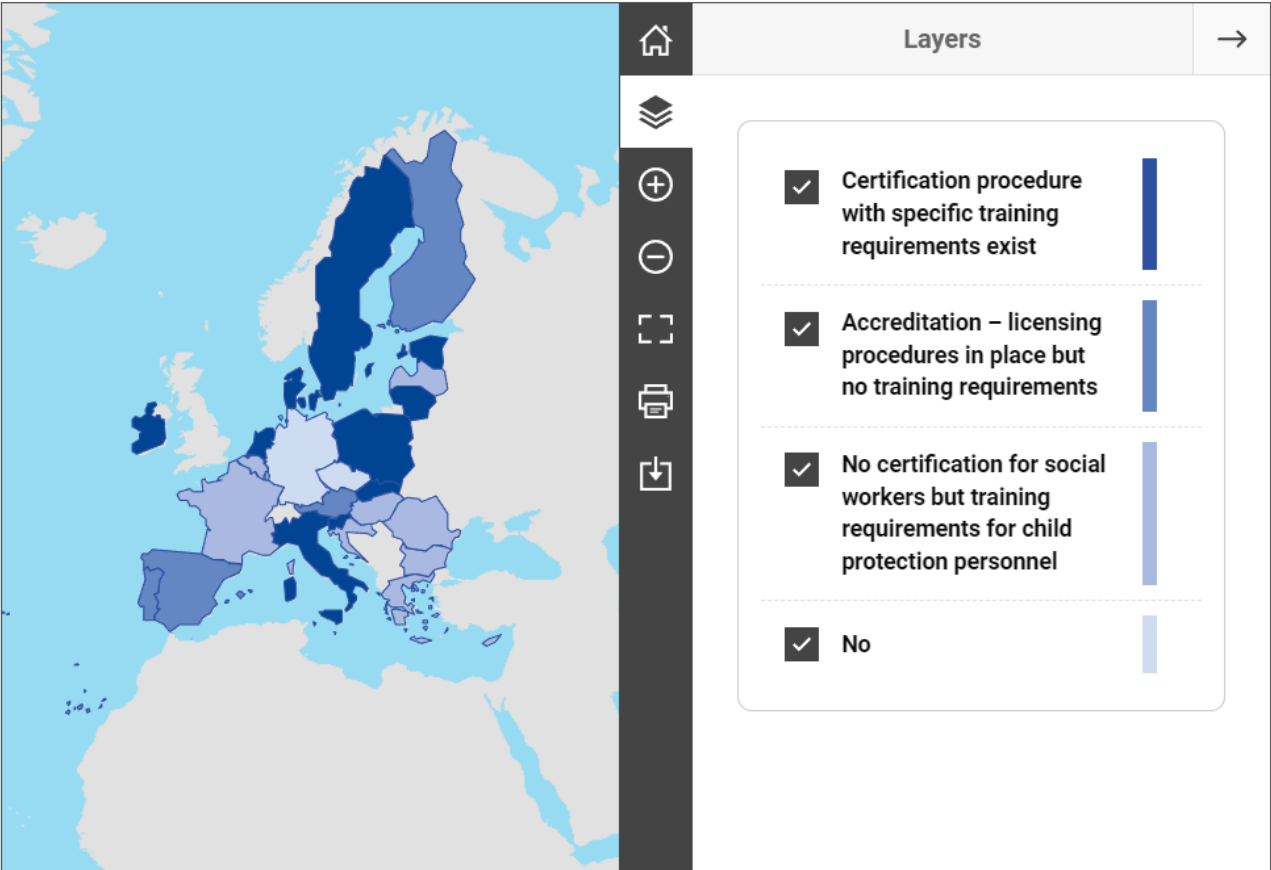 Layers
Certification procedure
with specific training
requirements exist
Accreditation – licensing
procedures in place but
no training requirements
No certification for social
workers but training
requirements for child
protection personnel
No